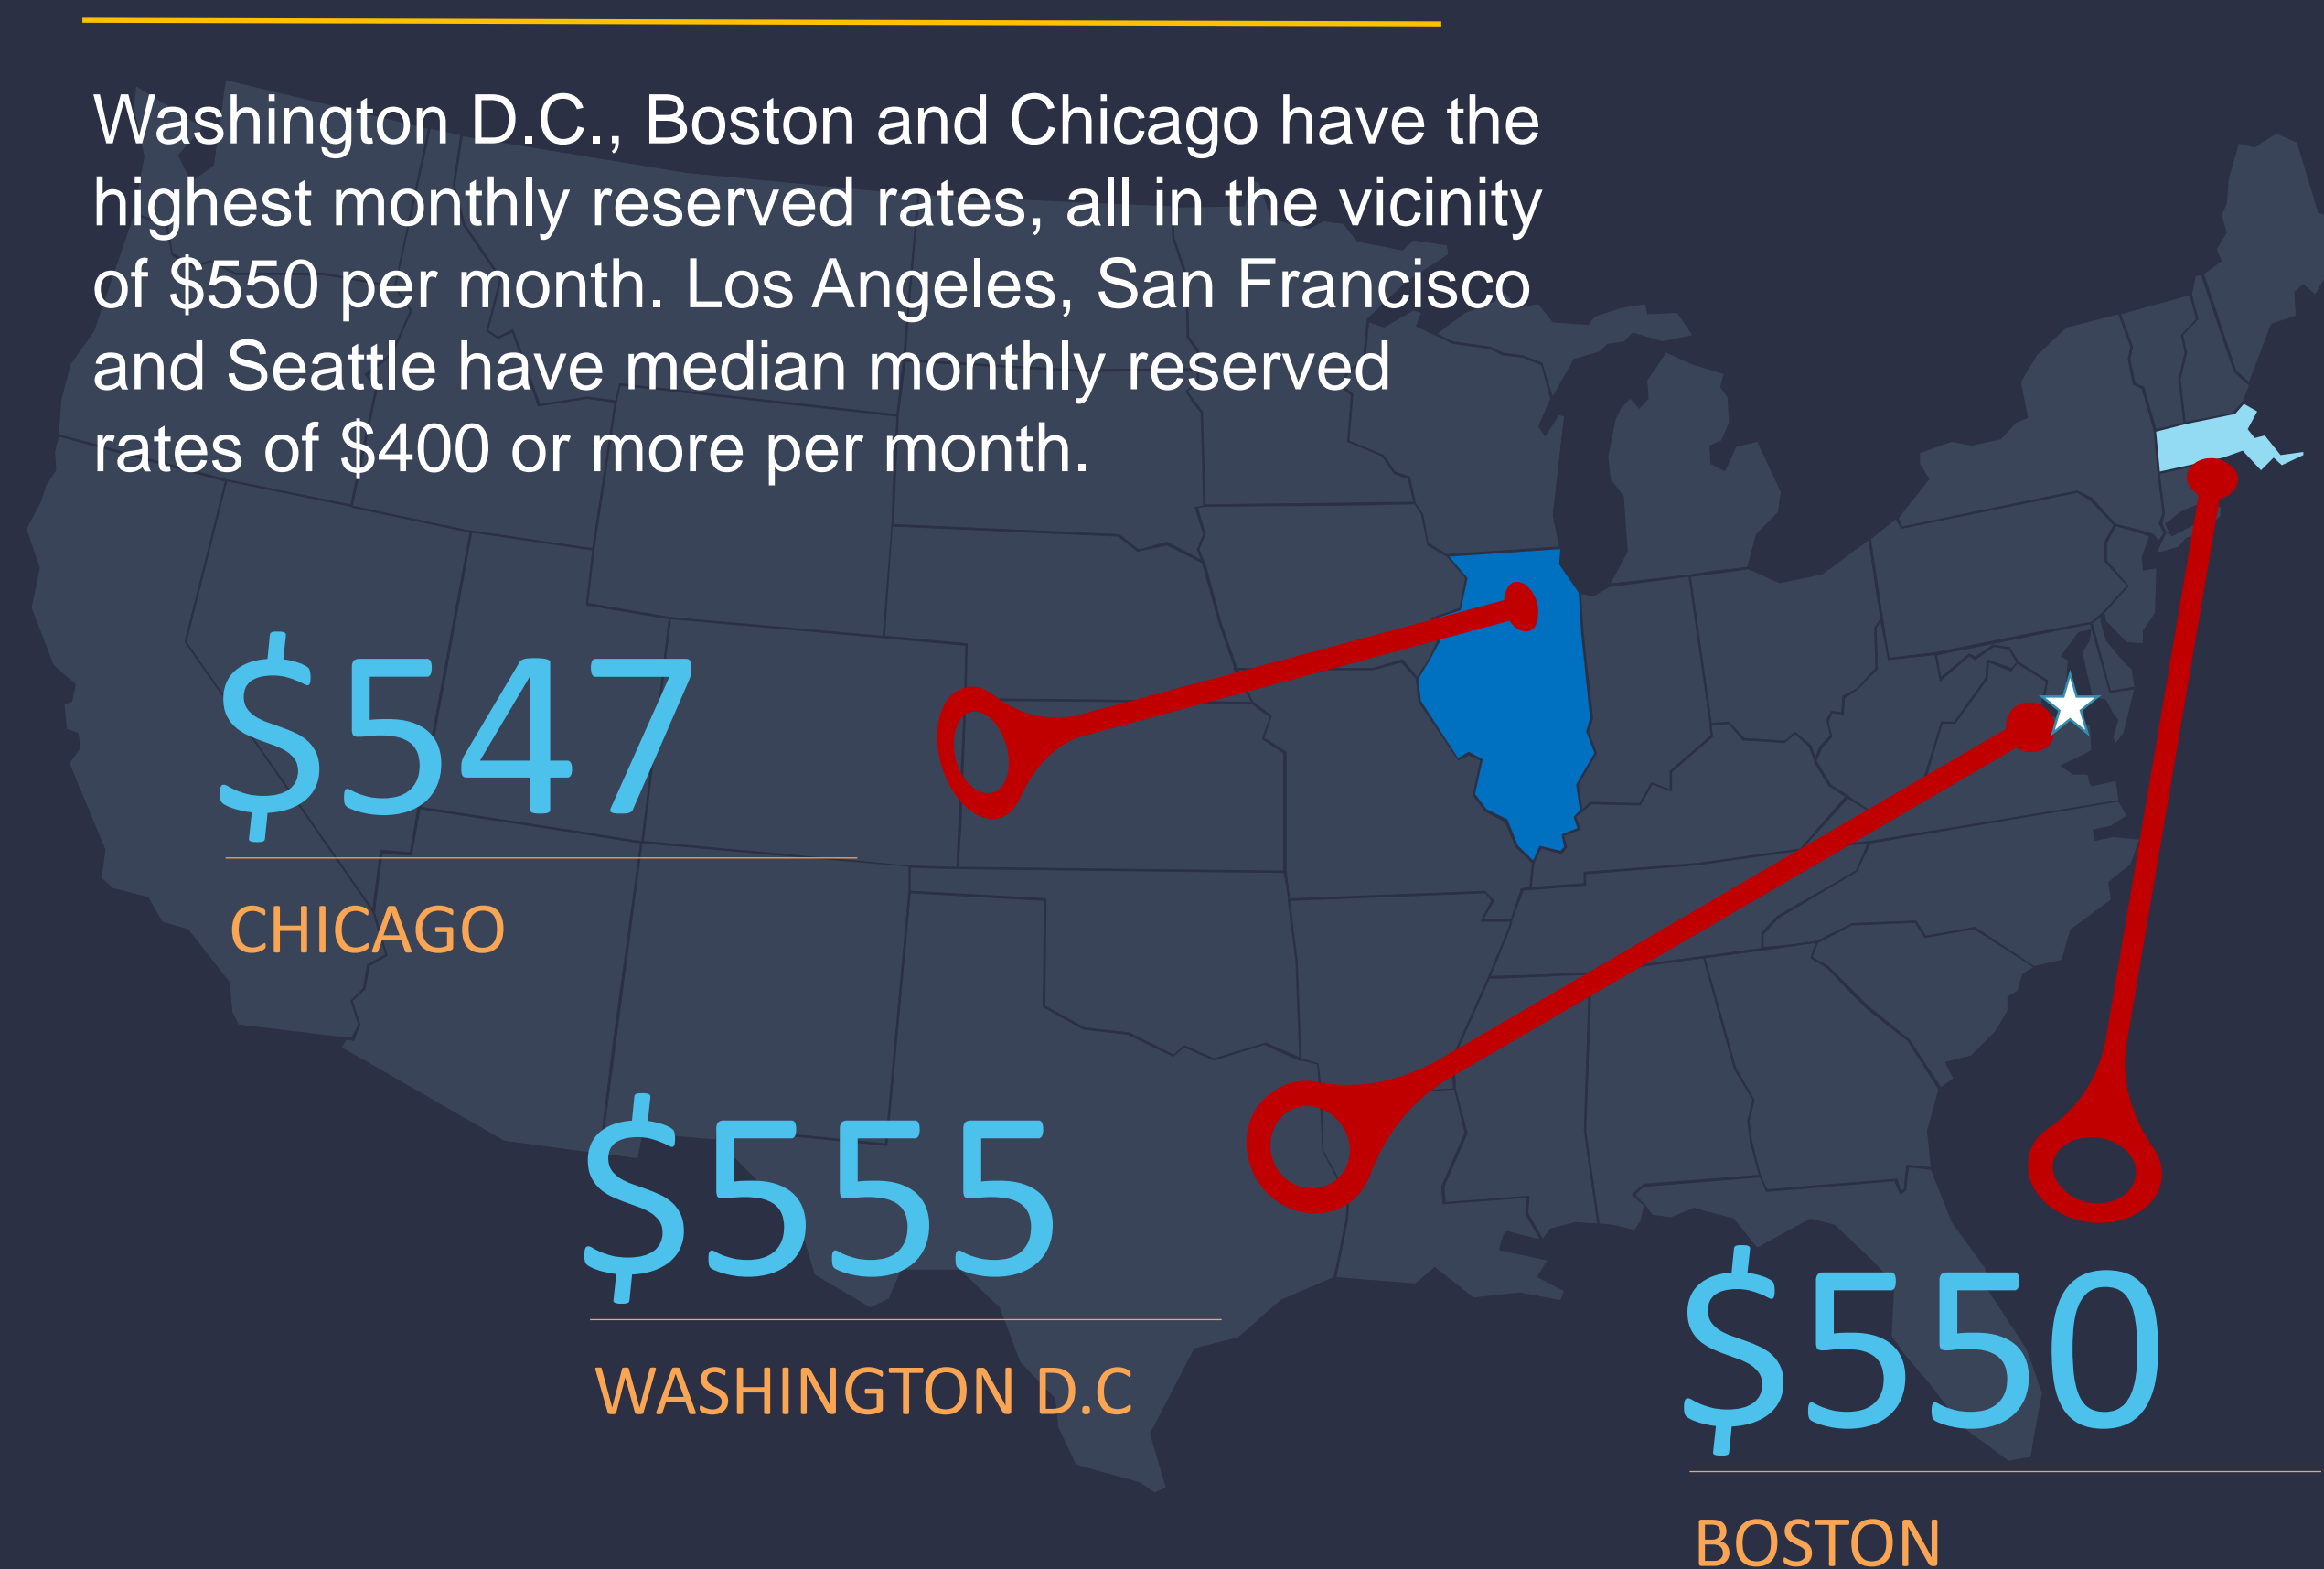 Washington D.C., Boston and Chicago have the
highest monthly reserved rates, all in the vicinity
of $550 per month. Los Angeles, San Francisco
and Seattle have median monthly reserved
rates of $400 or more per month.
$547
CHICAGO
$555
WASHINGTON D.C
$550
BOSTON